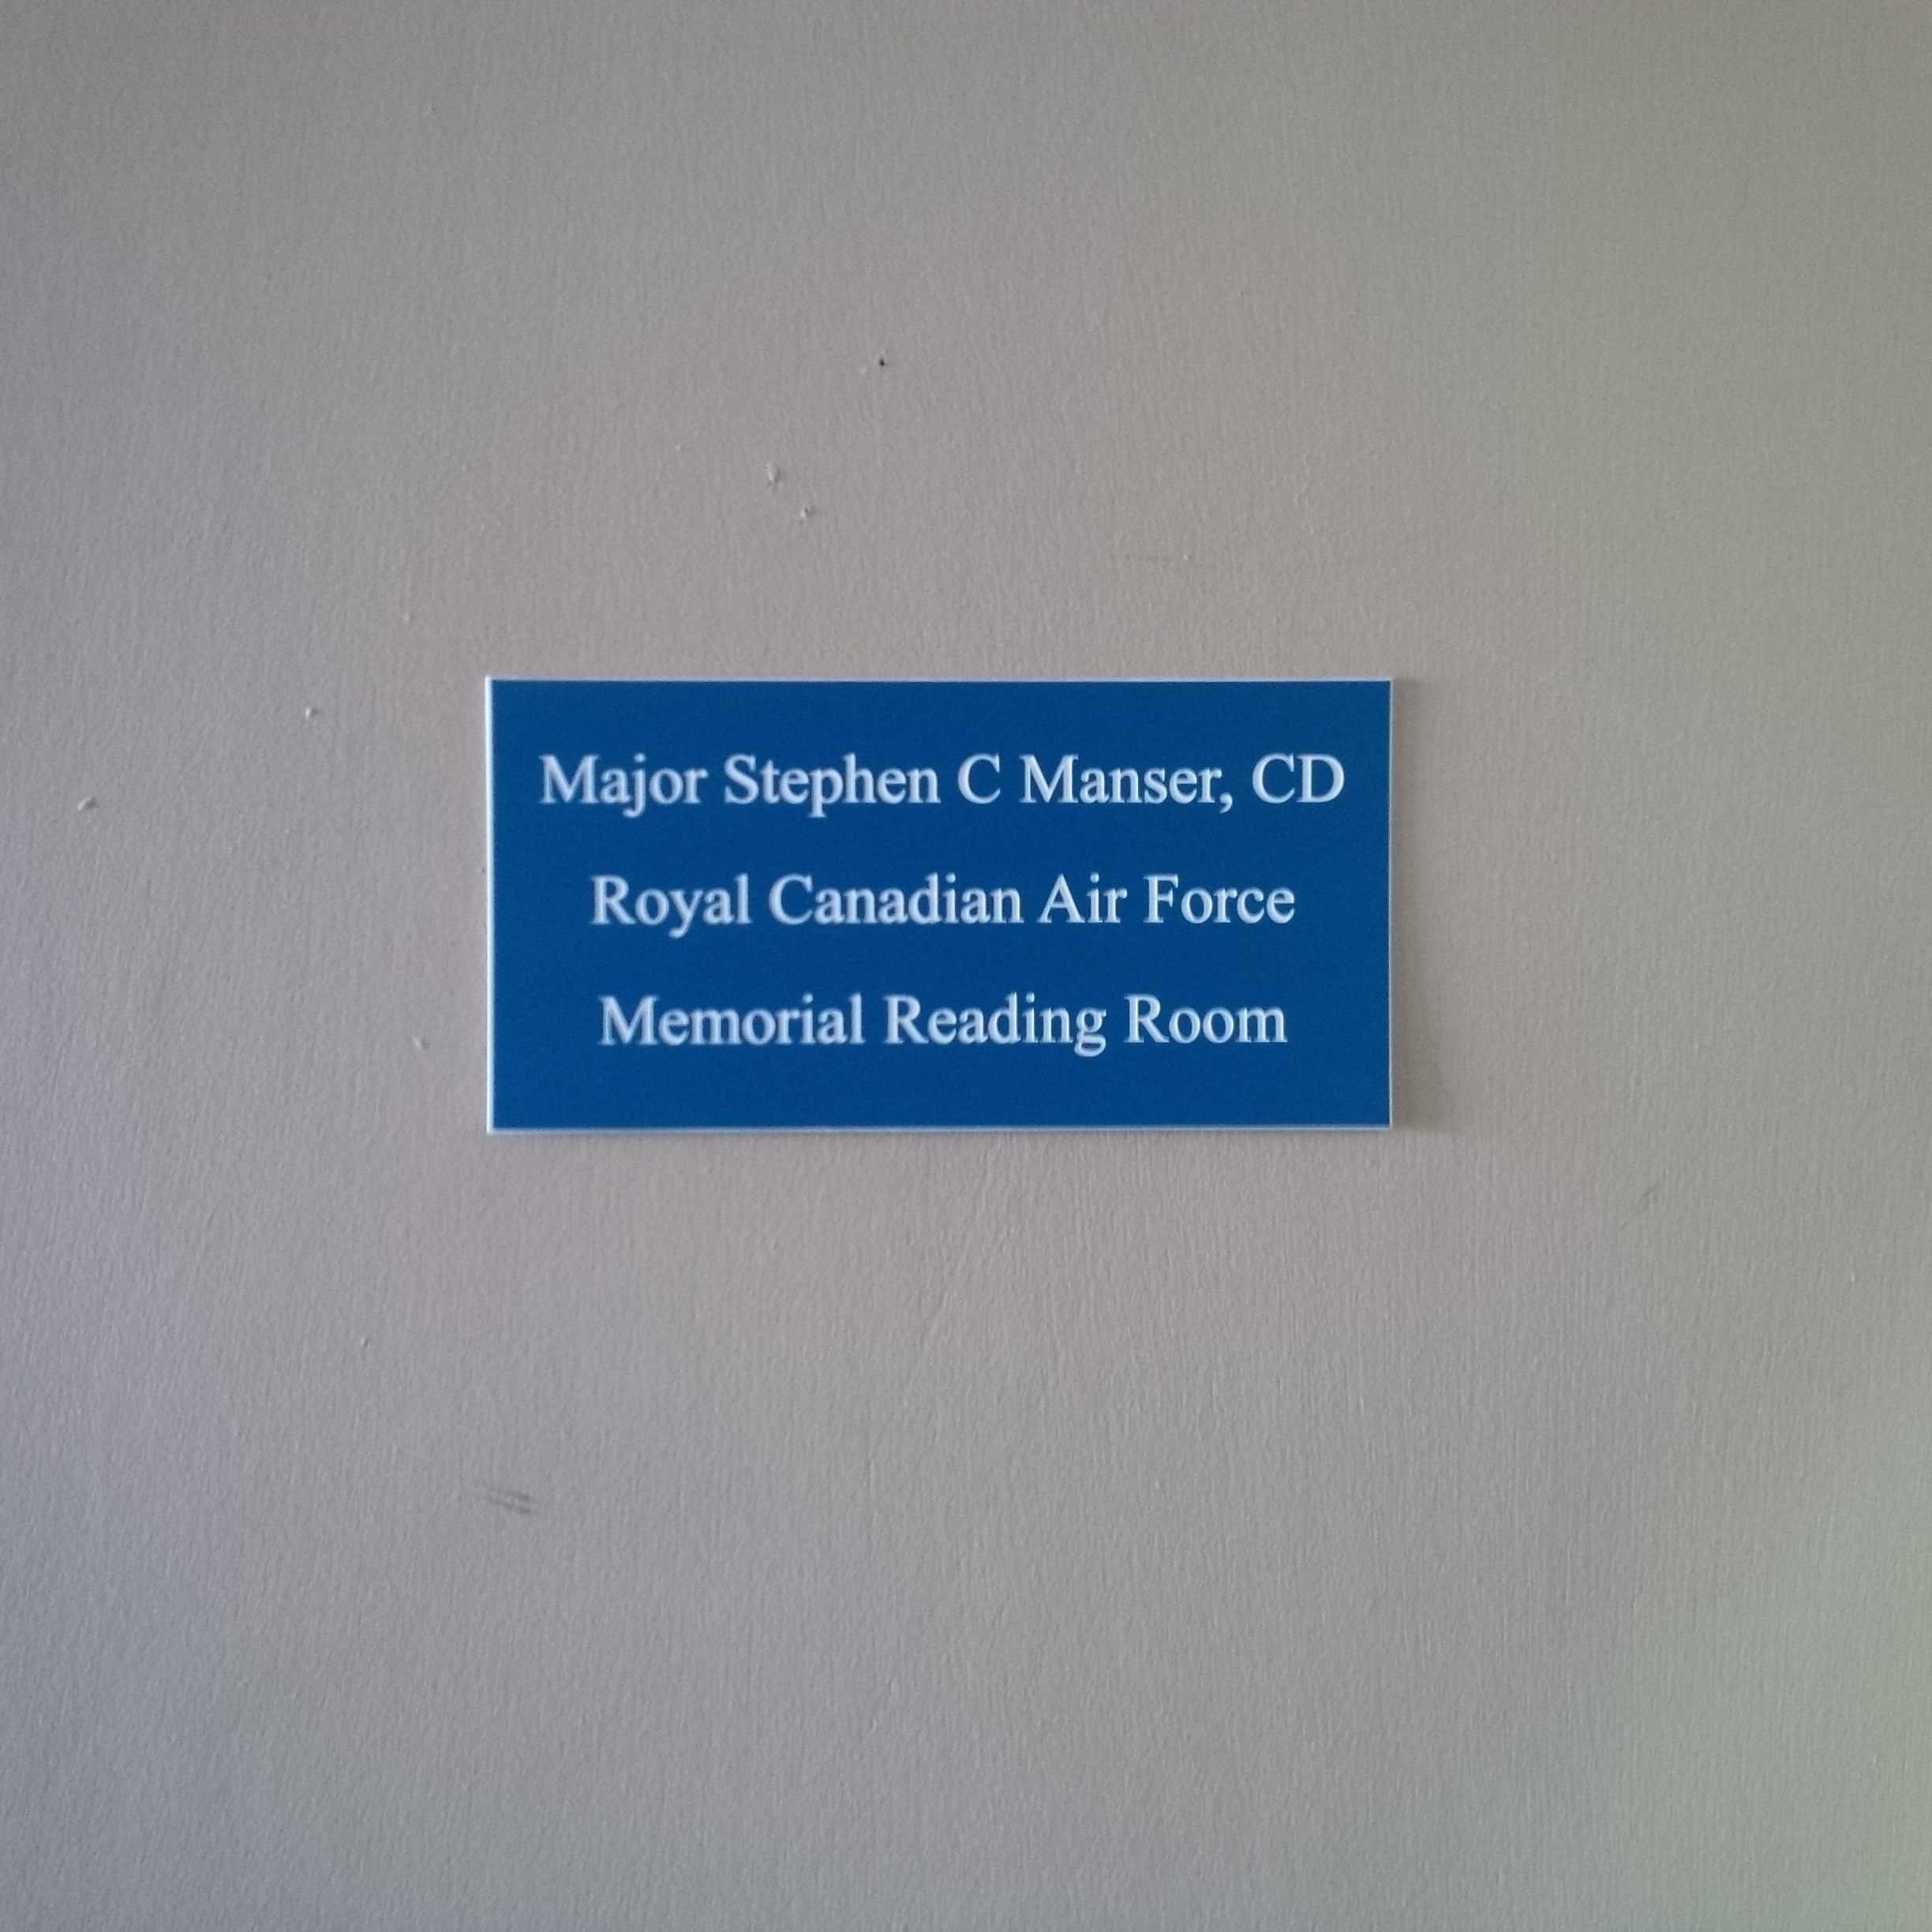 Major Stephen C Manser, CD
Royal Canadian Air Force
Memorial Reading Room